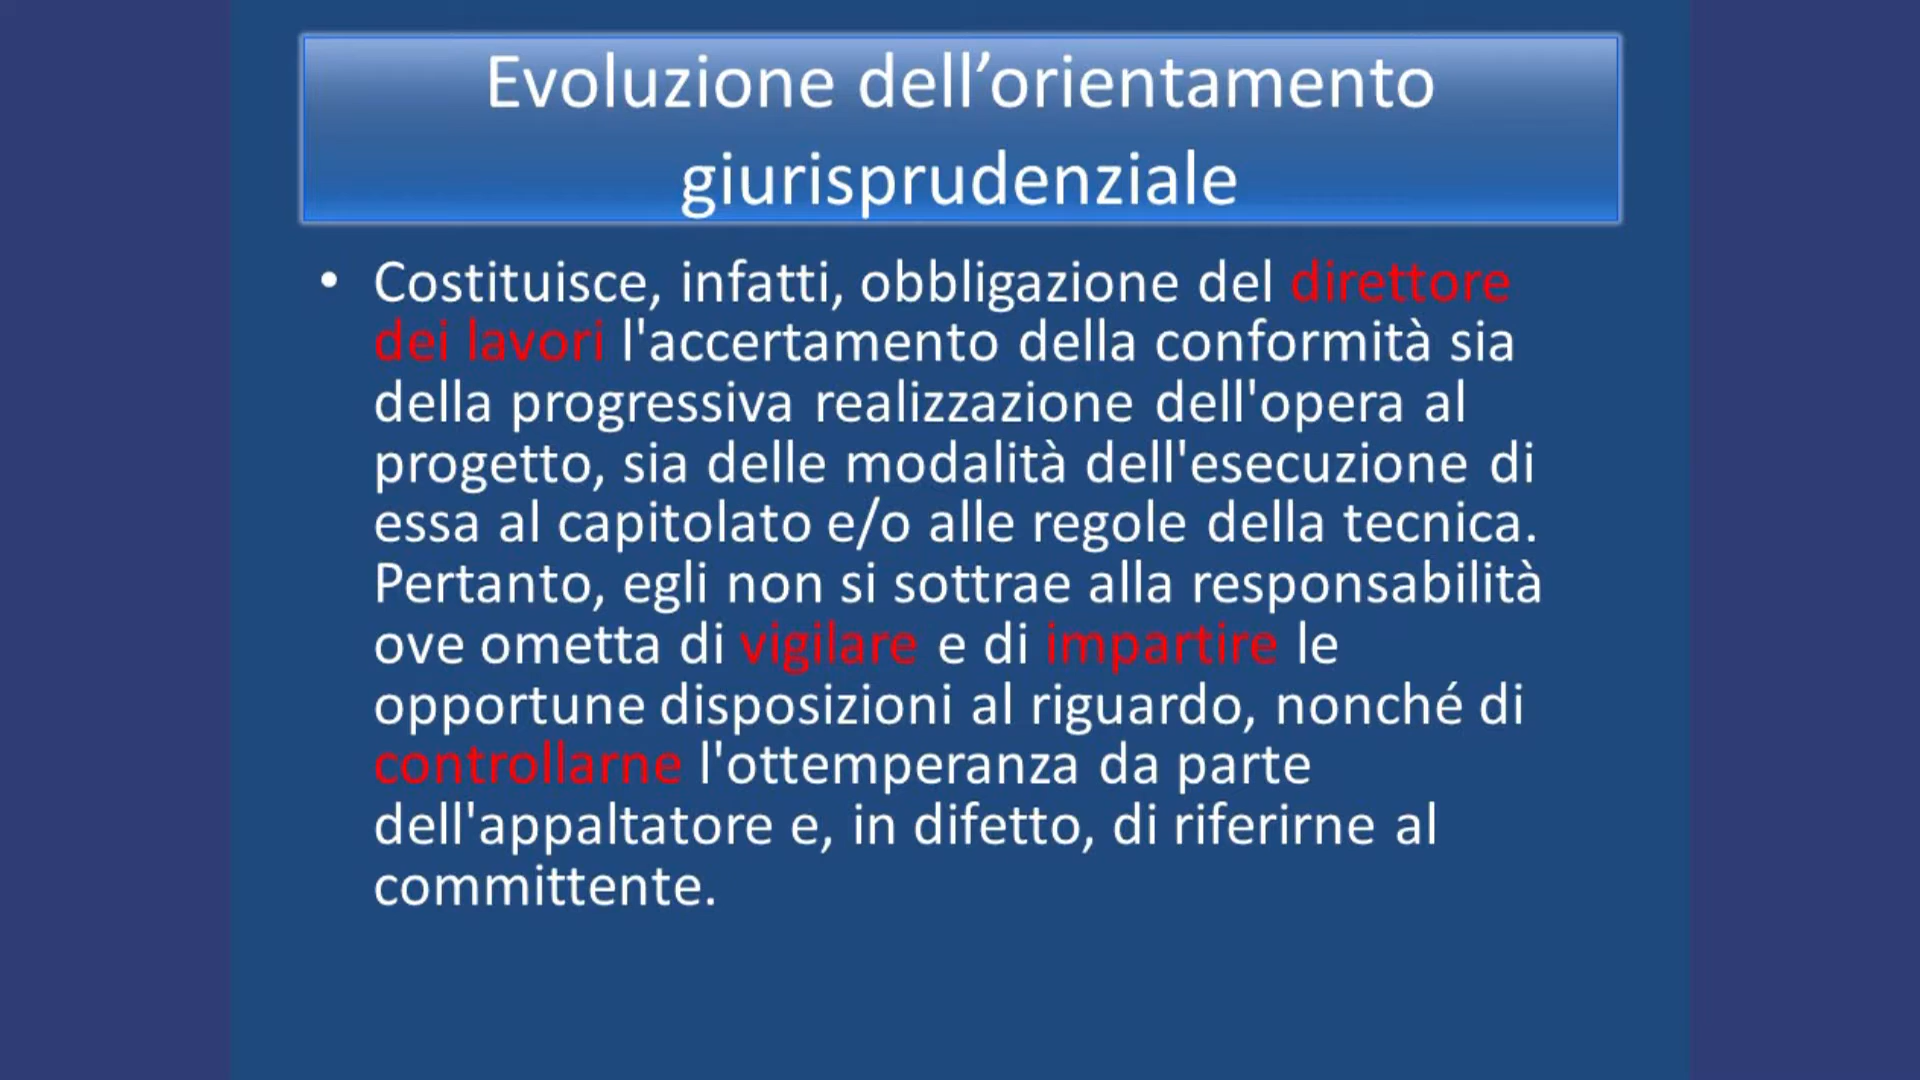 Evoluzione dell’orientamento
giurisprudenziale
• Costituisce, infatti, obbligazione del direttore
dei lavori l'accertamento della conformità sia
della progressiva realizzazione dell'opera al
progetto, sia delle modalità dell'esecuzione di
essa al capitolato e/o alle regole della tecnica.
Pertanto, egli non si sottrae alla responsabilità
ove ometta di vigilare e di impartire le
opportune disposizioni al riguardo, nonché di
controllarne l'ottemperanza da parte
dell'appaltatore e, in difetto, di riferirne al
committente.